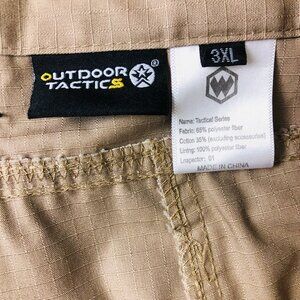 OUTDOOR
TACTICS
®
3XL
Name: Tactical Series
Fabric: 65% polyester fiber
Cotton 35% (excluding accessories)
Lining: 100% polyester fiber
Inspector: 01
MADE IN CHINA